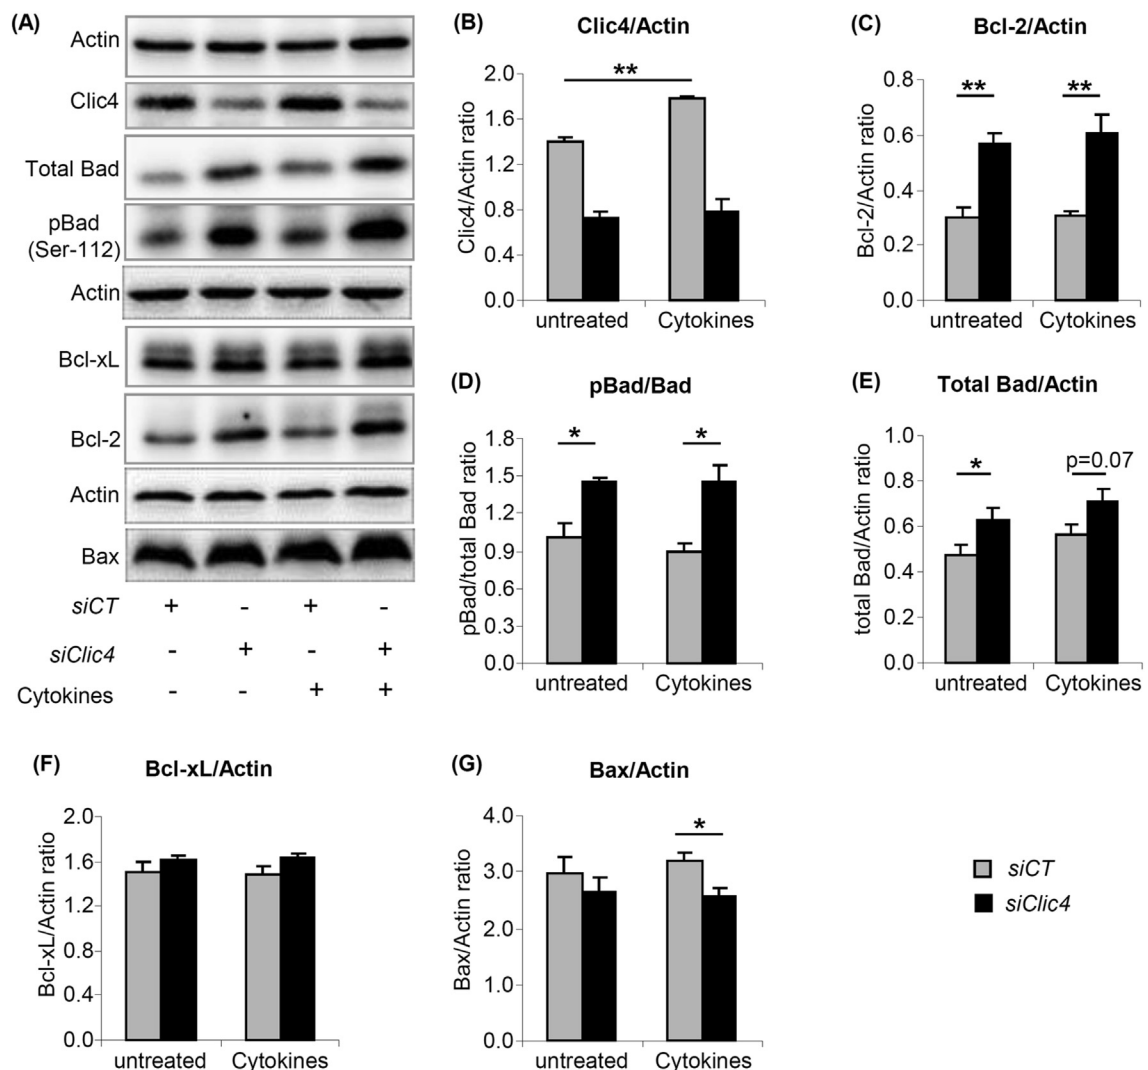 (A)
Actin
Clic4
Total Bad
pBad
(Ser-112)
Actin
Bcl-xL
Bcl-2
Actin
Bax
siCT + - + -
siClic4 - + - +
Cytokines - - + +
(B)
Clic4/Actin
Clic4/Actin ratio
2.0
1.6
1.2
0.8
0.4
0.0
**
untreated Cytokines
(C)
Bcl-2/Actin
Bcl-2/Actin ratio
0.8
0.6
0.4
0.2
0.0
** **
untreated Cytokines
(D)
pBad/Bad
pBad/total Bad ratio
1.8
1.5
1.2
0.9
0.6
1.3
0.0
* *
untreated Cytokines
(E)
Total Bad/Actin
total Bad/Actin ratio
1.0
0.8
0.6
0.4
0.2
0.0
* p=0.07
untreated Cytokines
(F)
Bcl-xL/Actin
Bcl-xL/Actin ratio
2.0
1.6
1.2
0.8
0.4
0.0
untreated Cytokines
(G)
Bax/Actin
Bax/Actin ratio
4.0
3.0
2.0
1.0
0.0
*
untreated Cytokines
siCT
siClic4